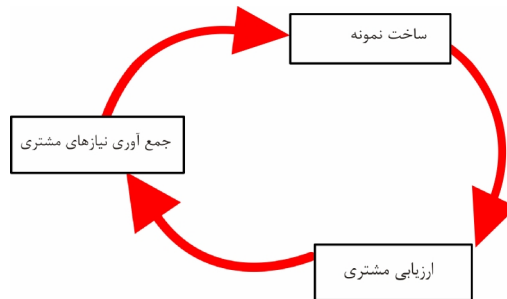 ساخت نمونه
جمع آوری نیازهای مشتری
ارزیابی مشتری